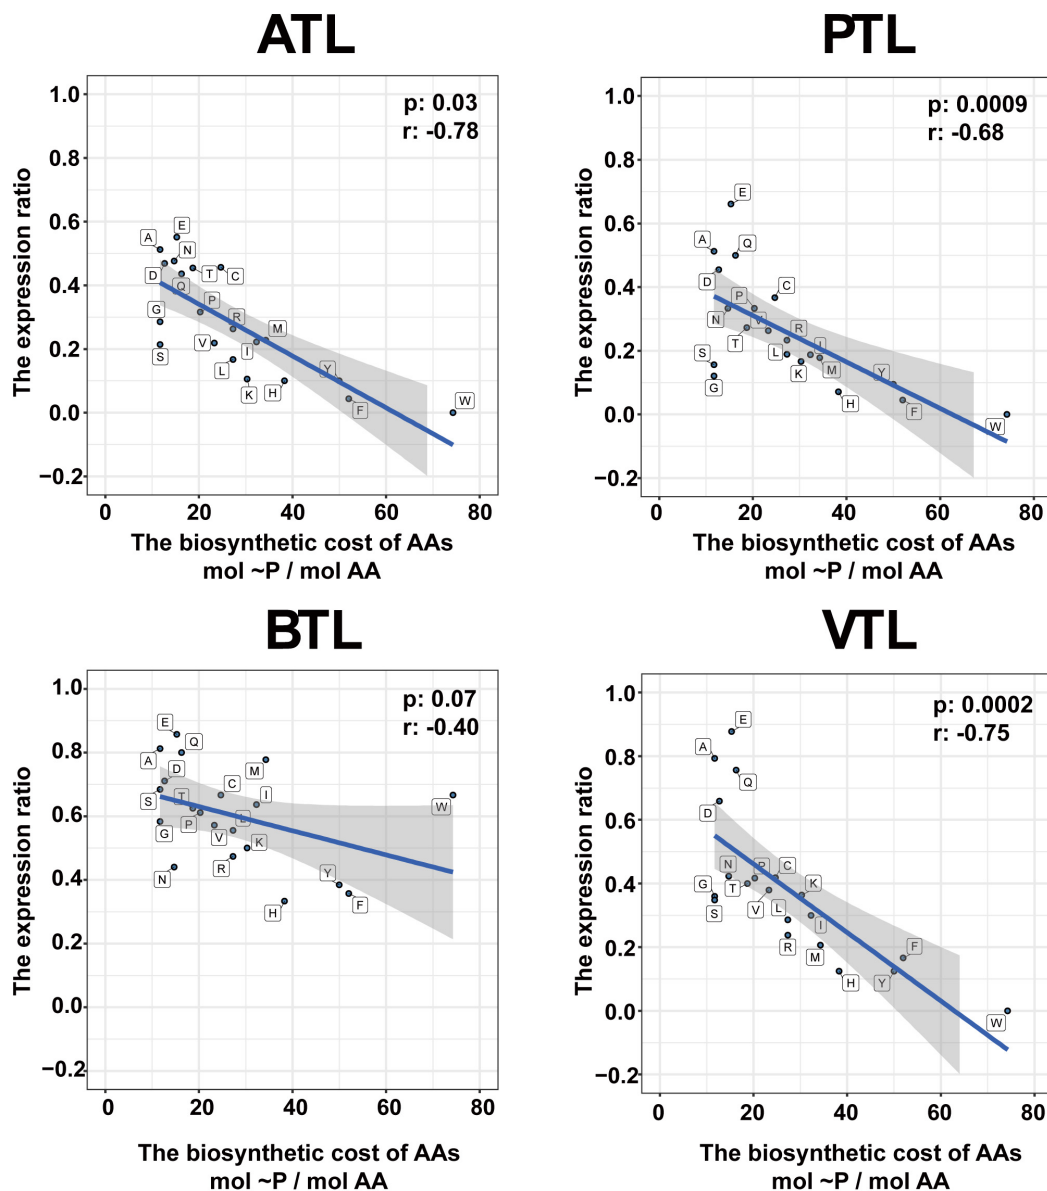 ATL
p: 0.03
r: -0.78
1.0
0.8
0.6
0.4
0.2
0.0
−0.2
The expression ratio
E
A
N
D
T
C
Q
G
P
R
M
S
V
I
L
Y
K
H
F
W
0
20
40
60
80
The biosynthetic cost of AAs
mol ~P / mol AA
PTL
p: 0.0009
r: -0.68
1.0
0.8
0.6
0.4
0.2
0.0
−0.2
The expression ratio
E
A
Q
D
C
P
N
V
R
T
I
S
L
G
K
M
Y
H
F
W
0
20
40
60
80
The biosynthetic cost of AAs
mol ~P / mol AA
BTL
p: 0.07
r: -0.40
1.0
0.8
0.6
0.4
0.2
0.0
−0.2
The expression ratio
E
Q
A
D
M
C
S
T
I
W
P
L
G
V
K
N
R
Y
H
F
0
20
40
60
80
The biosynthetic cost of AAs
mol ~P / mol AA
VTL
p: 0.0002
r: -0.75
1.0
0.8
0.6
0.4
0.2
0.0
−0.2
The expression ratio
E
A
Q
D
N
P
C
G
T
K
S
V
L
I
R
M
F
H
Y
W
0
20
40
60
80
The biosynthetic cost of AAs
mol ~P / mol AA